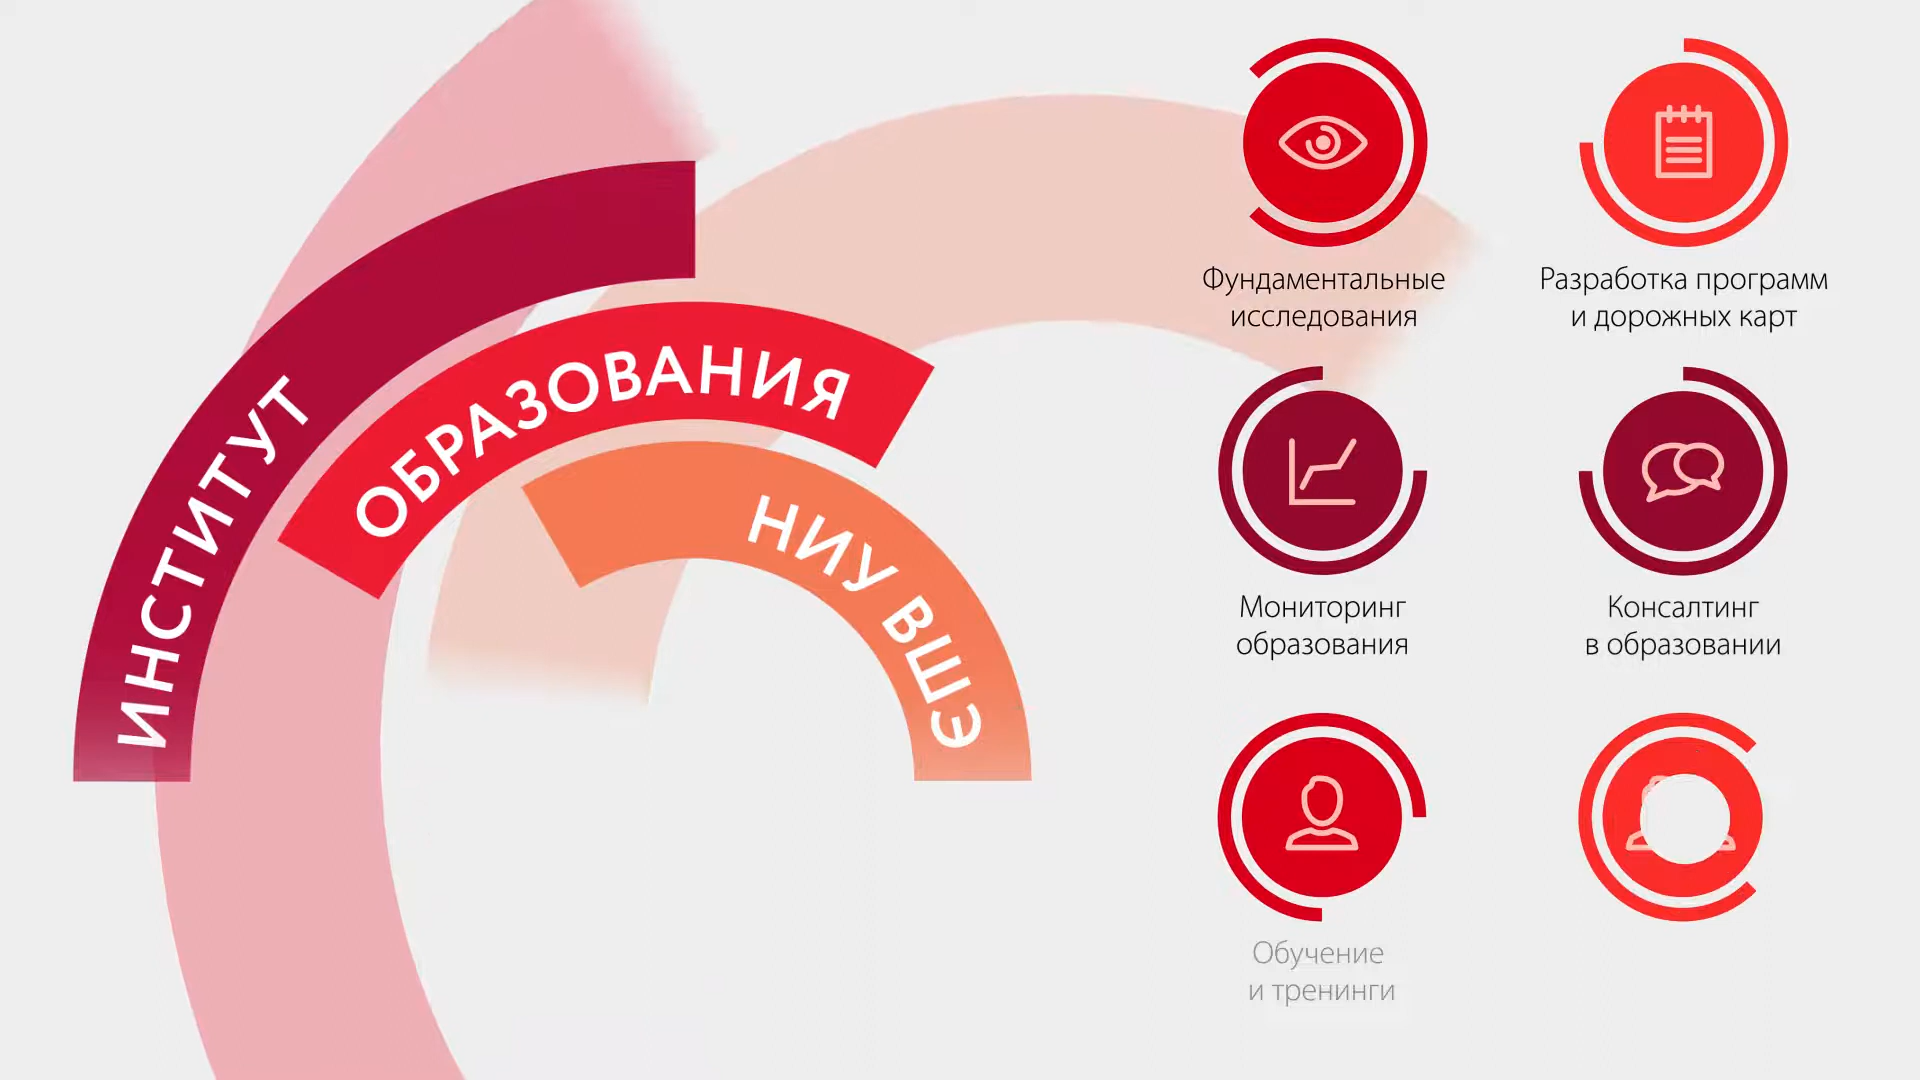 ИНСТИТУТ
ОБРАЗОВАНИЯ
НИУ ВШЭ
Фундаментальные
исследования
Разработка программ
и дорожных карт
Мониторинг
образования
Консалтинг
в образовании
Обучение
и тренинги